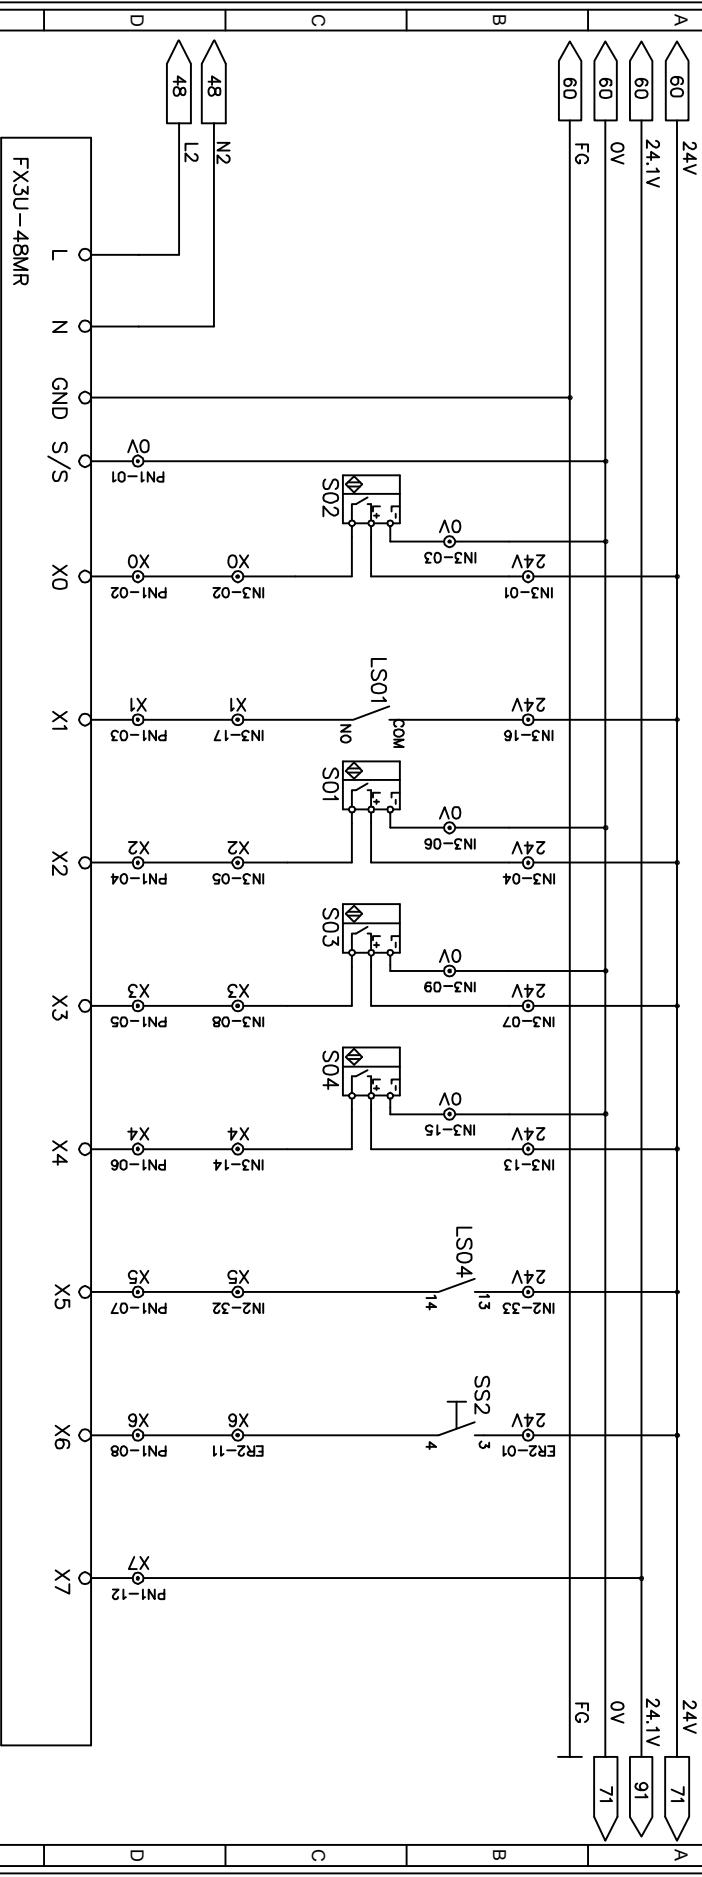 A
B
C
D
60
24V
60
24.1V
60
0V
60
FG
48
N2
48
L2
24V
71
24.1V
91
0V
71
FG
24V
IN3-01
24V
IN3-16
24V
IN3-04
24V
IN3-07
24V
IN3-13
24V
IN2-33
24V
ER2-01
0V
IN3-03
0V
IN3-06
0V
IN3-09
0V
IN3-15
S02
L-
L+
LS01
COM
NO
S01
L-
L+
S03
L-
L+
S04
L-
L+
LS04
13
14
SS2
3
4
X0
IN3-02
X1
IN3-17
X2
IN3-05
X3
IN3-08
X4
IN3-14
X5
IN2-32
X6
ER2-11
0V
PN1-01
X0
PN1-02
X1
PN1-03
X2
PN1-04
X3
PN1-05
X4
PN1-06
X5
PN1-07
X6
PN1-08
X7
PN1-12
L
N
GND
S/S
X0
X1
X2
X3
X4
X5
X6
X7
FX3U-48MR
A
B
C
D